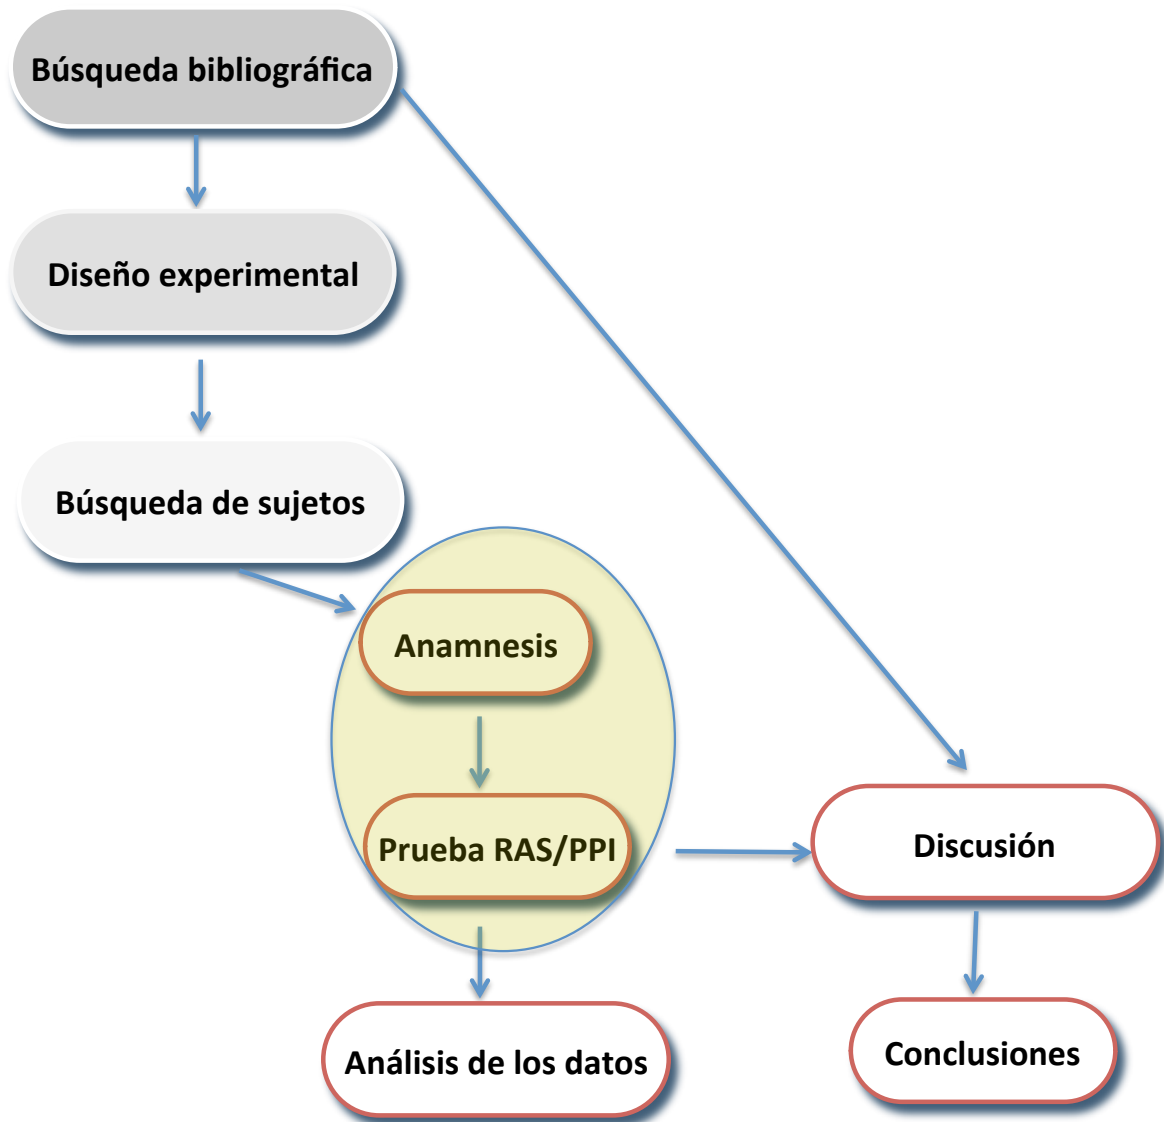 Búsqueda bibliográfica
Diseño experimental
Búsqueda de sujetos
Anamnesis
Prueba RAS/PPI
Discusión
Análisis de los datos
Conclusiones